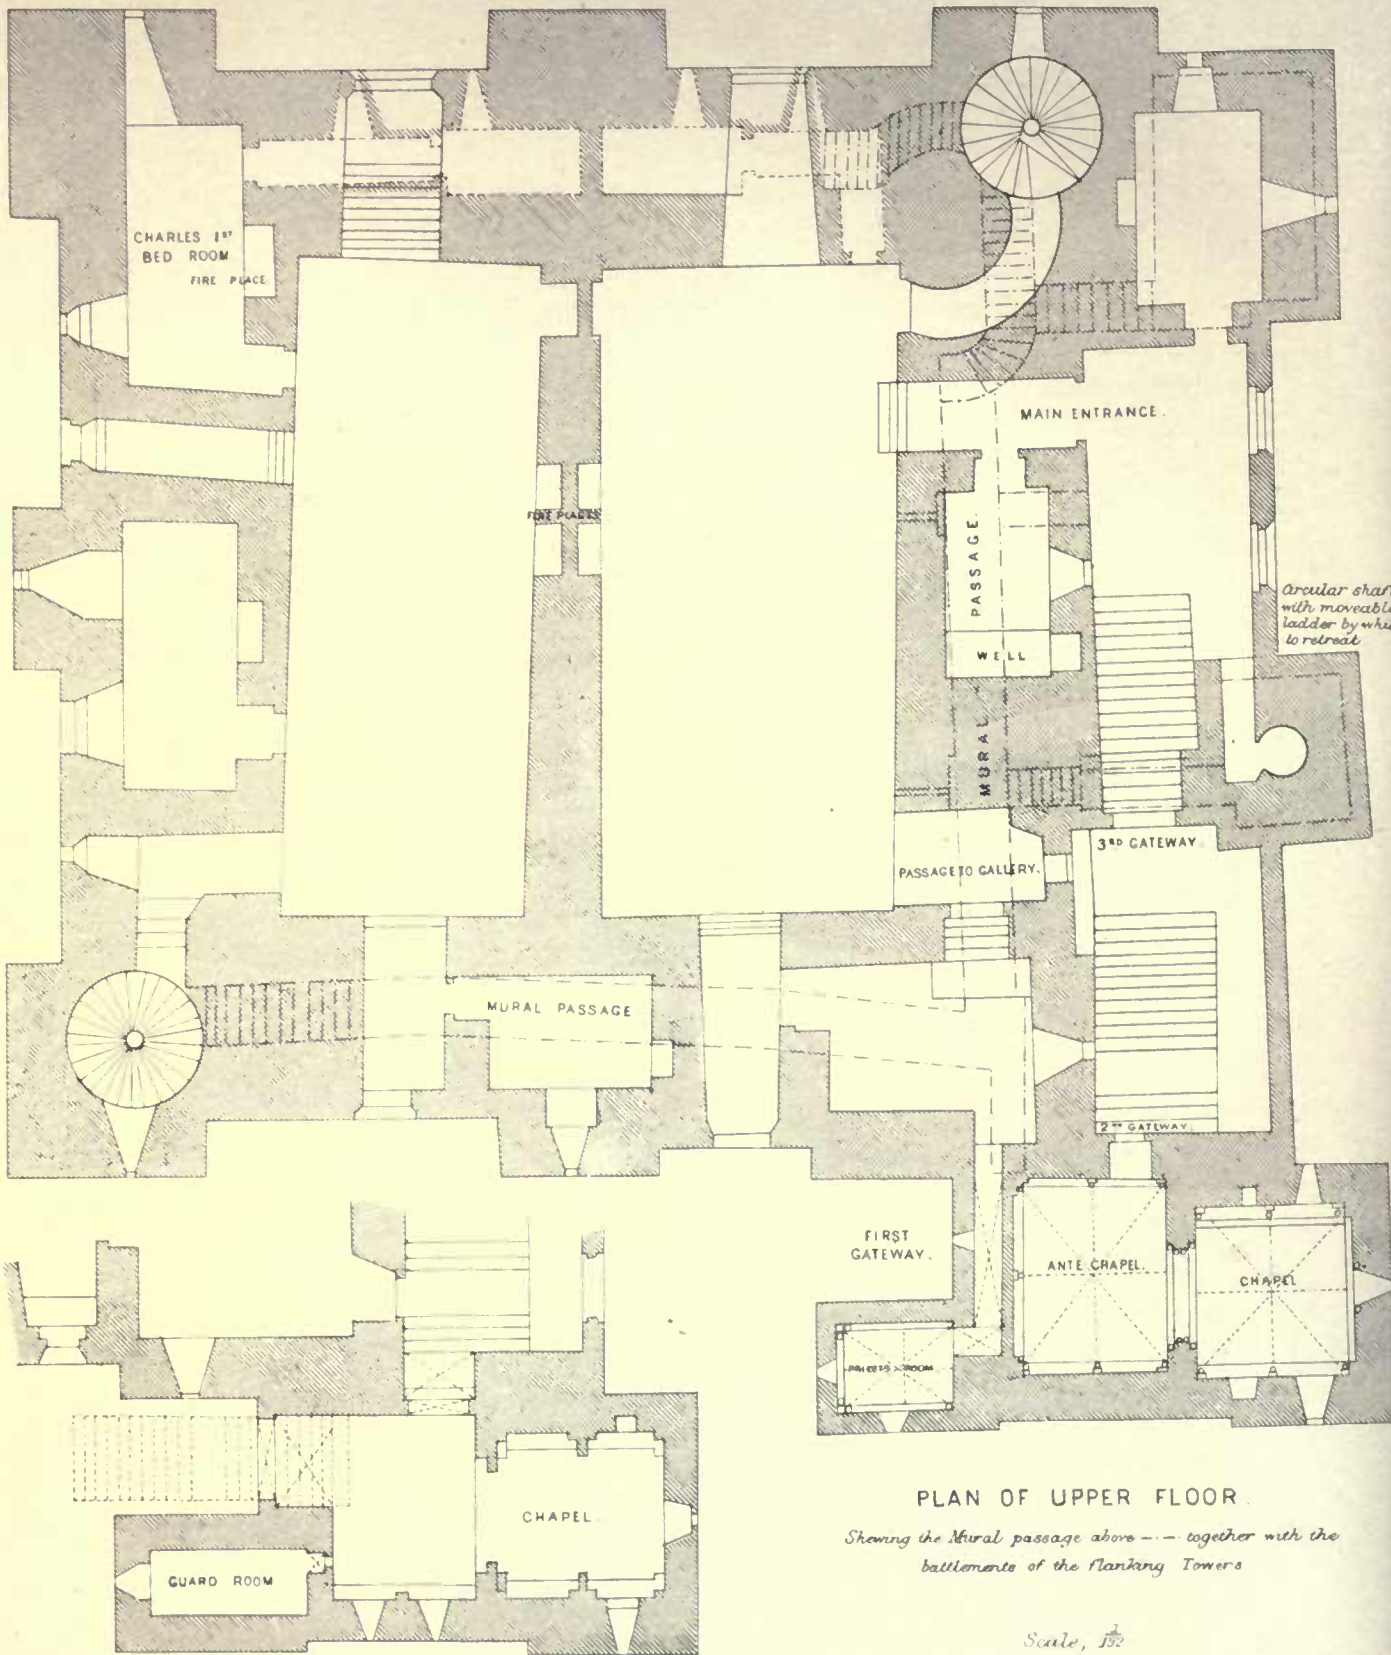 CHARLES 1ST
BED ROOM
FIRE PLACE
MAIN ENTRANCE.
FIRE PLACES
PASSAGE.
WELL
Circular shaft
with moveable
ladder by
to retreat
MURAL
3RD GATEWAY
PASSAGE TO GALLERY.
MURAL PASSAGE
2ND GATEWAY
FIRST
GATEWAY.
ANTE CHAPEL.
CHAPEL
PRIESTS ROOM
CHAPEL.
GUARD ROOM
PLAN OF UPPER FLOOR.
Shewing the Mural passage above —·— together with the
battlements of the flanking Towers
Scale, 1/192